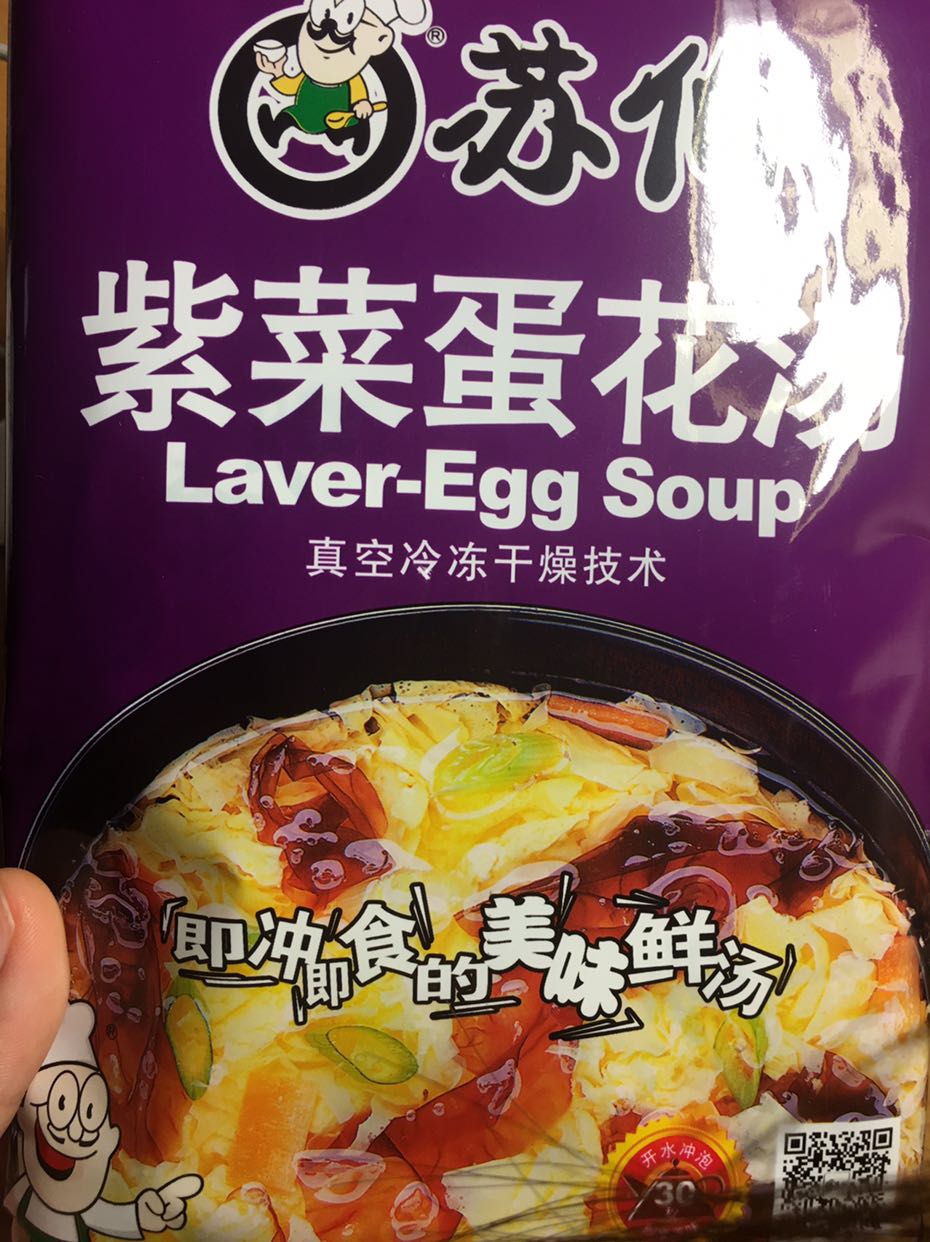 ®
苏
紫菜蛋花汤
Laver-Egg Soup
真空冷冻干燥技术
即冲即食的美味鲜汤
开水冲泡
30